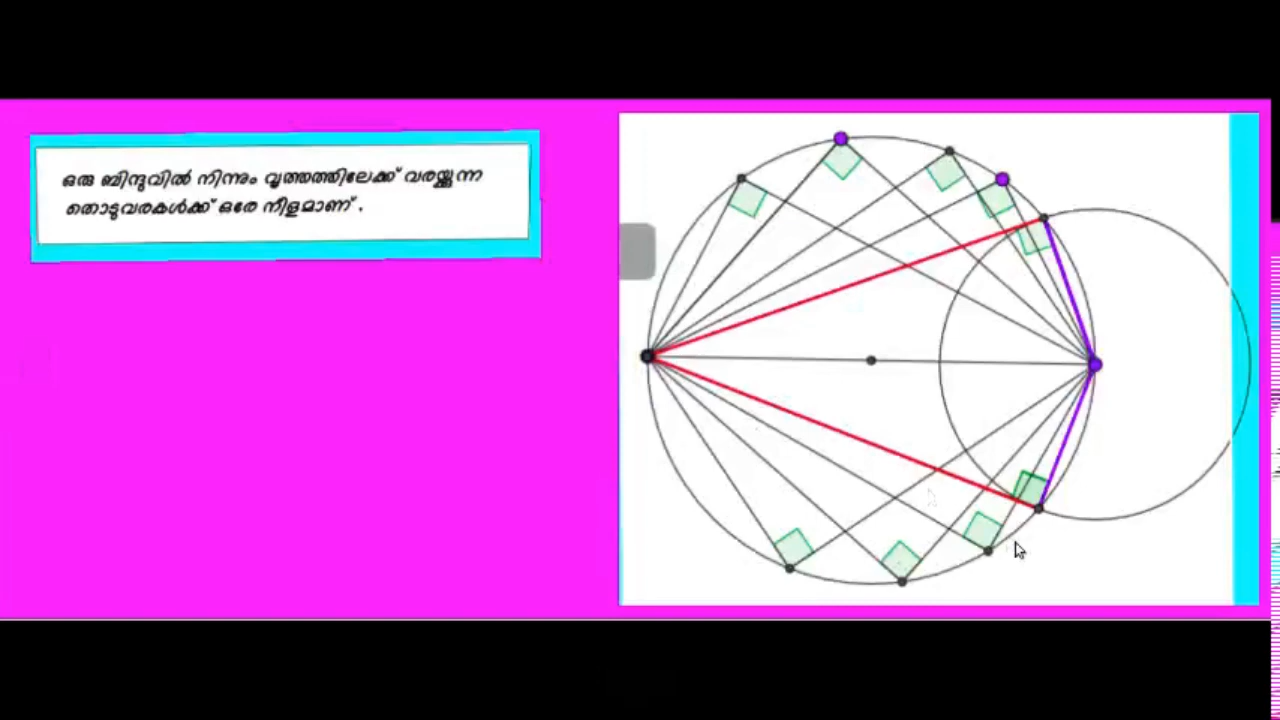 ഒരു ബിന്ദുവിൽ നിന്നും വൃത്തത്തിലേക്ക് വരയ്ക്കുന്ന
തൊടുവരകൾക്ക് ഒരേ നീളമാണ് .